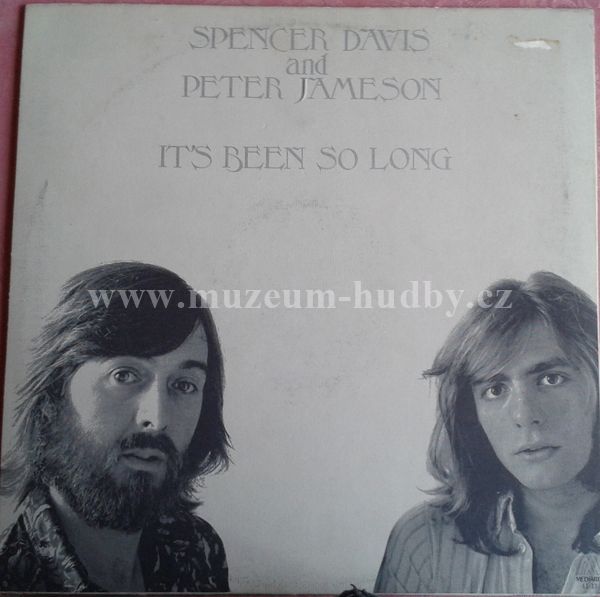 SPENCER DAVIS
and
PETER JAMESON
IT'S BEEN SO LONG
www.muzeum-hudby.cz